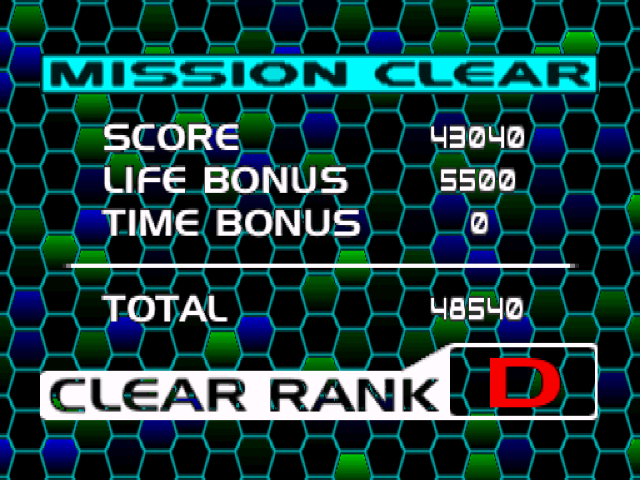 MISSION CLEAR
SCORE 43040
LIFE BONUS 5500
TIME BONUS 0
TOTAL 48540
CLEAR RANK D